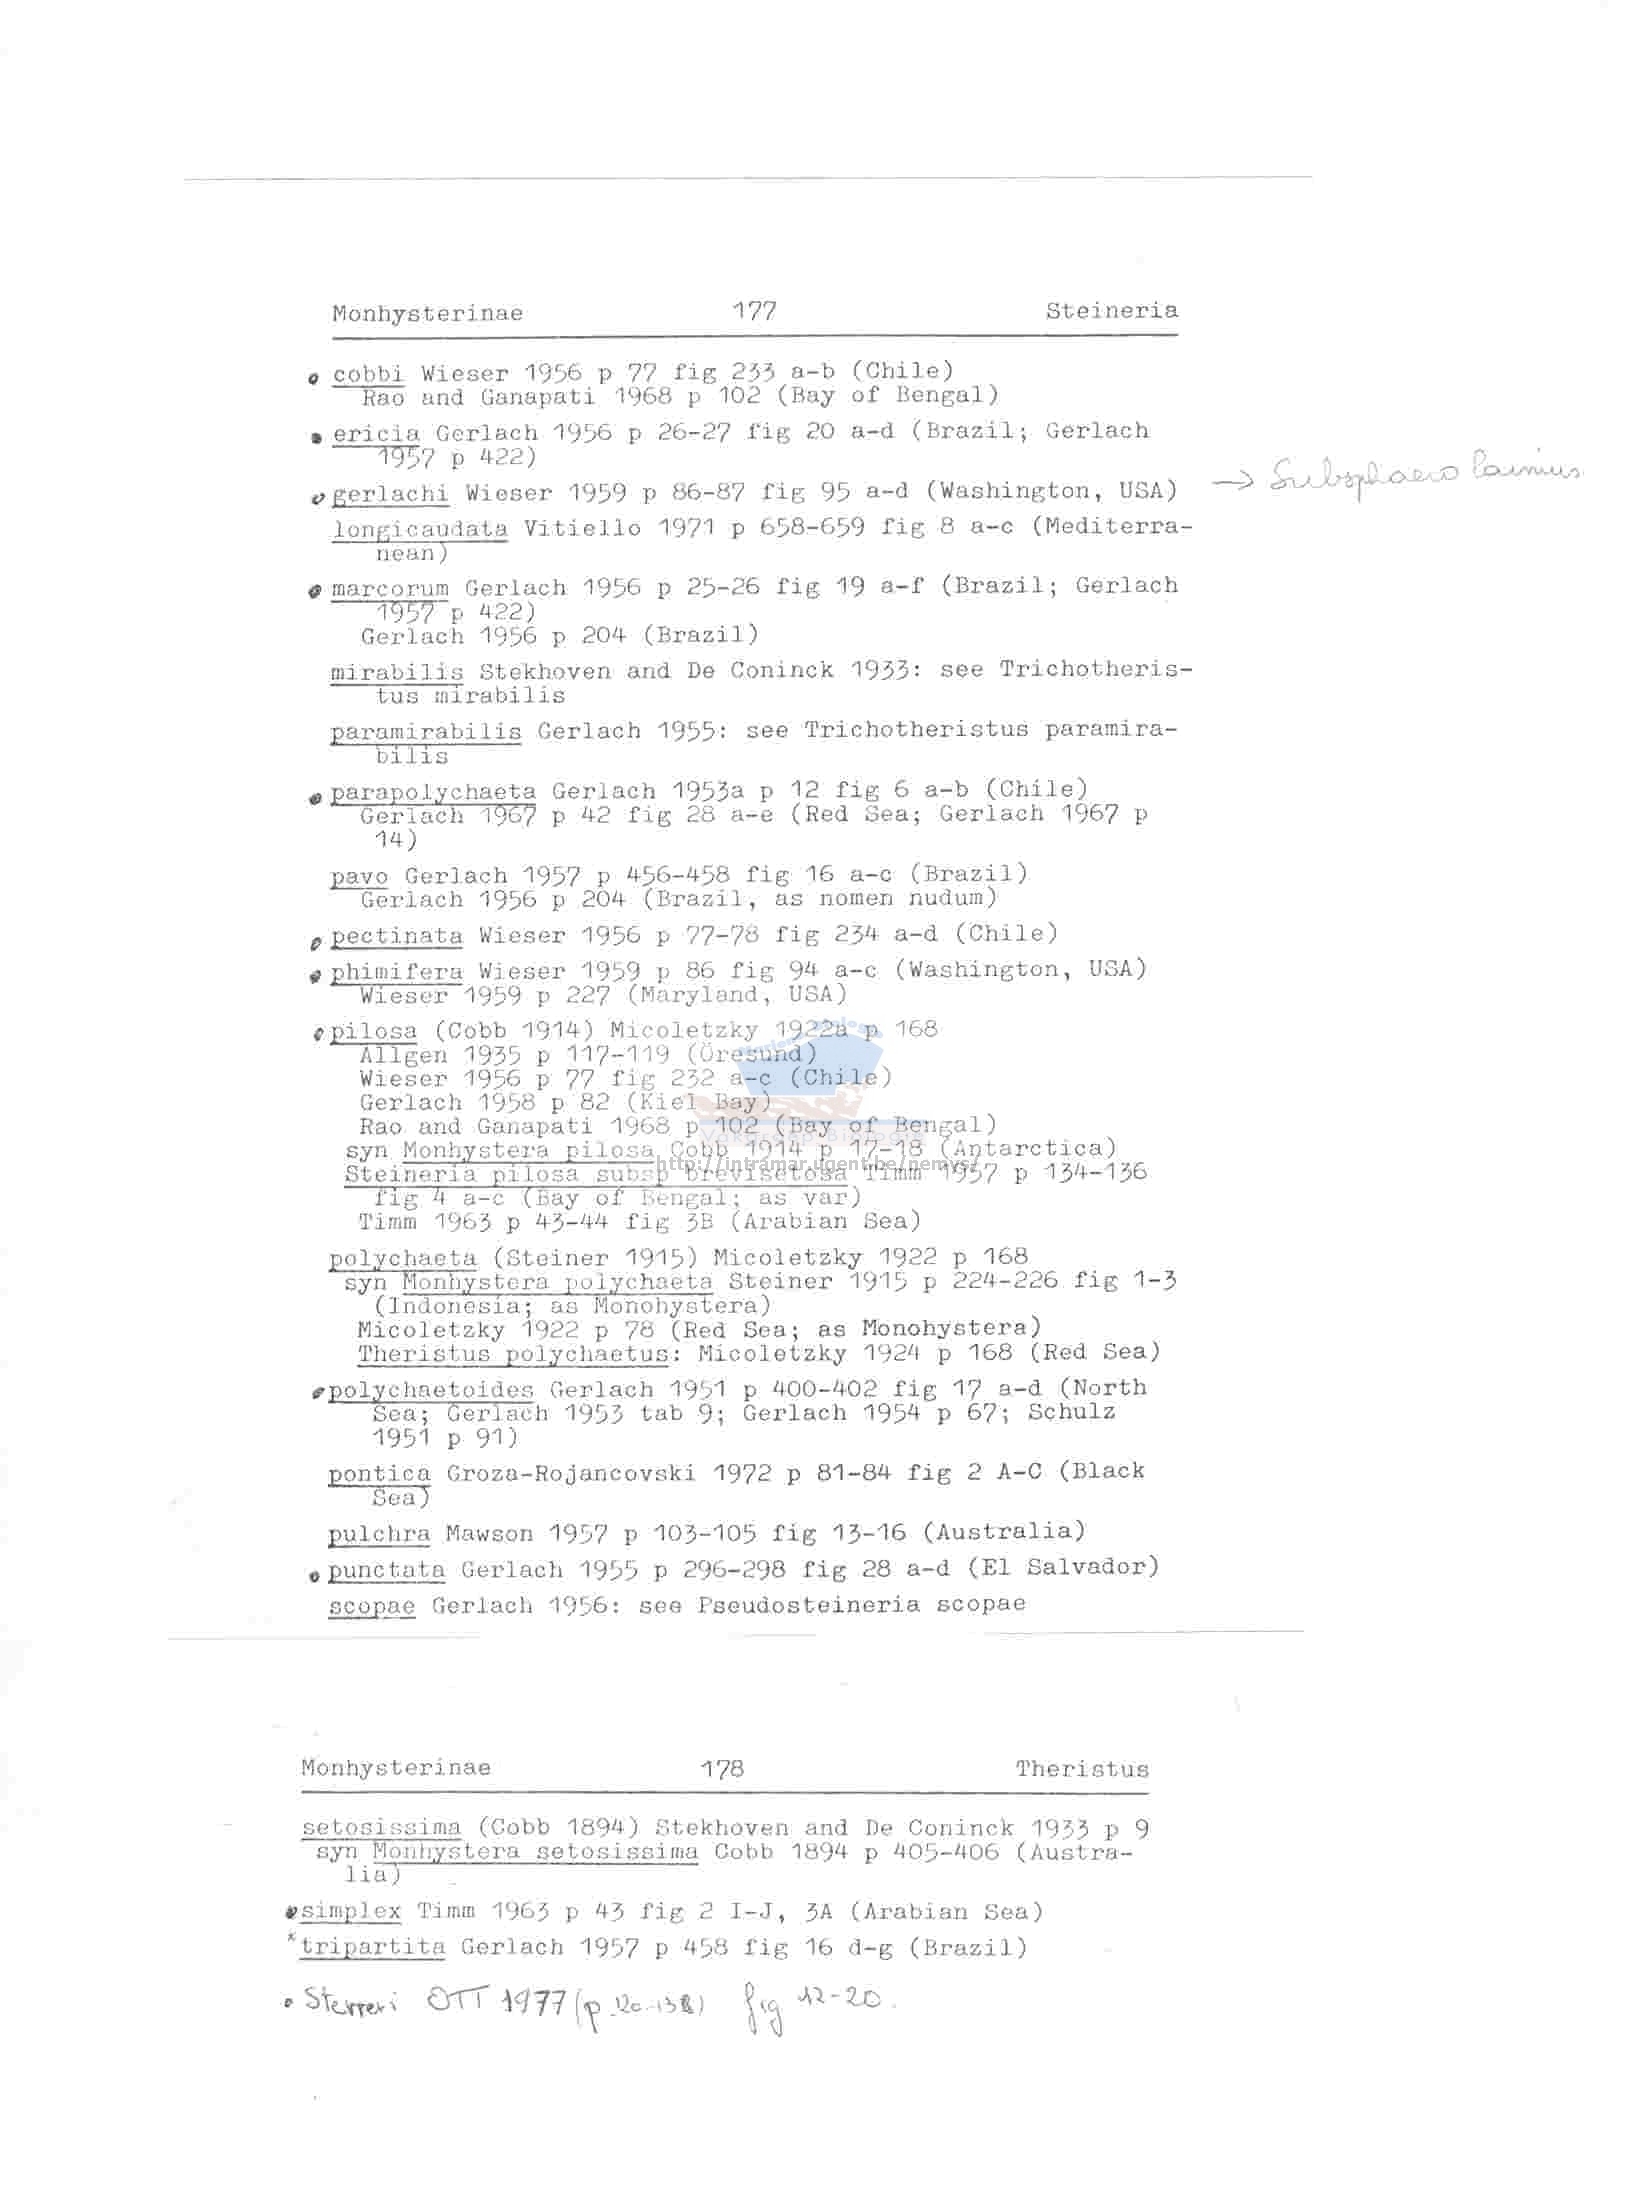 Monhysterinae 177 Steineria
cobbi Wieser 1956 p 77 fig 233 a-b (Chile)
Rao and Ganapati 1968 p 102 (Bay of Bengal)
ericia Gerlach 1956 p 26-27 fig 20 a-d (Brazil; Gerlach
1957 p 422)
gerlachi Wieser 1959 p 86-87 fig 95 a-d (Washington, USA) → Subsphaerolaimus
longicaudata Vitiello 1971 p 658-659 fig 8 a-c (Mediterra-
nean)
marcorum Gerlach 1956 p 25-26 fig 19 a-f (Brazil; Gerlach
1957 p 422)
Gerlach 1956 p 204 (Brazil)
mirabilis Stekhoven and De Coninck 1933: see Trichotheris-
tus mirabilis
paramirabilis Gerlach 1955: see Trichotheristus paramira-
bilis
parapolychaeta Gerlach 1953a p 12 fig 6 a-b (Chile)
Gerlach 1967 p 42 fig 28 a-e (Red Sea; Gerlach 1967 p
14)
pavo Gerlach 1957 p 456-458 fig 16 a-c (Brazil)
Gerlach 1956 p 204 (Brazil, as nomen nudum)
pectinata Wieser 1956 p 77-78 fig 234 a-d (Chile)
phimifera Wieser 1959 p 86 fig 94 a-c (Washington, USA)
Wieser 1959 p 227 (Maryland, USA)
pilosa (Cobb 1914) Micoletzky 1922a p 168
Allgen 1935 p 117-119 (Öresund)
Wieser 1956 p 77 fig 232 a-c (Chile)
Gerlach 1958 p 82 (Kiel Bay)
Rao and Ganapati 1968 p 102 (Bay of Bengal)
syn Monhystera pilosa Cobb 1914 p 17-18 (Antarctica)
http://intramar.ugent.be/nemys/
Steineria pilosa subsp brevisetosa Timm 1957 p 134-136
fig 4 a-c (Bay of Bengal; as var)
Timm 1963 p 43-44 fig 3B (Arabian Sea)
polychaeta (Steiner 1915) Micoletzky 1922 p 168
syn Monhystera polychaeta Steiner 1915 p 224-226 fig 1-3
(Indonesia; as Monohystera)
Micoletzky 1922 p 78 (Red Sea; as Monohystera)
Theristus polychaetus: Micoletzky 1924 p 168 (Red Sea)
polychaetoides Gerlach 1951 p 400-402 fig 17 a-d (North
Sea; Gerlach 1953 tab 9; Gerlach 1954 p 67; Schulz
1951 p 91)
pontica Groza-Rojancovski 1972 p 81-84 fig 2 A-C (Black
Sea)
pulchra Mawson 1957 p 103-105 fig 13-16 (Australia)
punctata Gerlach 1955 p 296-298 fig 28 a-d (El Salvador)
scopae Gerlach 1956: see Pseudosteineria scopae
Monhysterinae 178 Theristus
setosissima (Cobb 1894) Stekhoven and De Coninck 1933 p 9
syn Monhystera setosissima Cobb 1894 p 405-406 (Austra-
lia)
simplex Timm 1963 p 43 fig 2 I-J, 3A (Arabian Sea)
*tripartita Gerlach 1957 p 458 fig 16 d-g (Brazil)
Sterreri OTT 1977 (p fig 12-20.